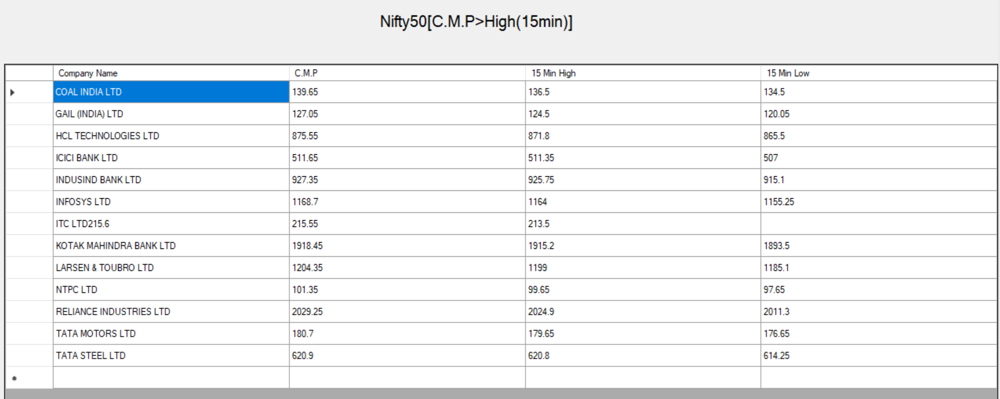 Nifty50[C.M.P>High(15min)]
Company Name C.M.P 15 Min High 15 Min Low
COAL INDIA LTD 139.65 136.5 134.5
GAIL (INDIA) LTD 127.05 124.5 120.05
HCL TECHNOLOGIES LTD 875.55 871.8 865.5
ICICI BANK LTD 511.65 511.35 507
INDUSIND BANK LTD 927.35 925.75 915.1
INFOSYS LTD 1168.7 1164 1155.25
ITC LTD215.6 215.55 213.5
KOTAK MAHINDRA BANK LTD 1918.45 1915.2 1893.5
LARSEN & TOUBRO LTD 1204.35 1199 1185.1
NTPC LTD 101.35 99.65 97.65
RELIANCE INDUSTRIES LTD 2029.25 2024.9 2011.3
TATA MOTORS LTD 180.7 179.65 176.65
TATA STEEL LTD 620.9 620.8 614.25